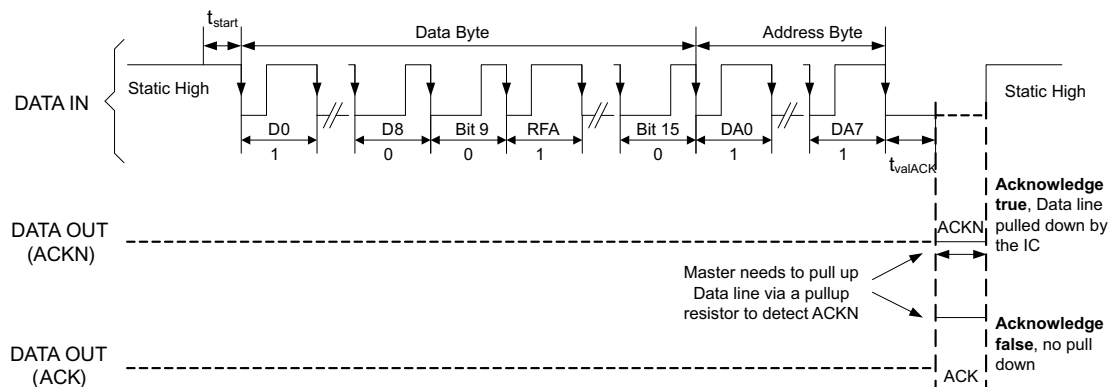 tstart
Data Byte
Address Byte
DATA IN
Static High
Static High
D0
D8
Bit 9
RFA
Bit 15
DA0
DA7
1
0
0
1
0
1
1
tvalACK
DATA OUT
(ACKN)
ACKN
Acknowledge
true, Data line
pulled down by
the IC
Master needs to pull up
Data line via a pullup
resistor to detect ACKN
Acknowledge
false, no pull
down
DATA OUT
(ACK)
ACK